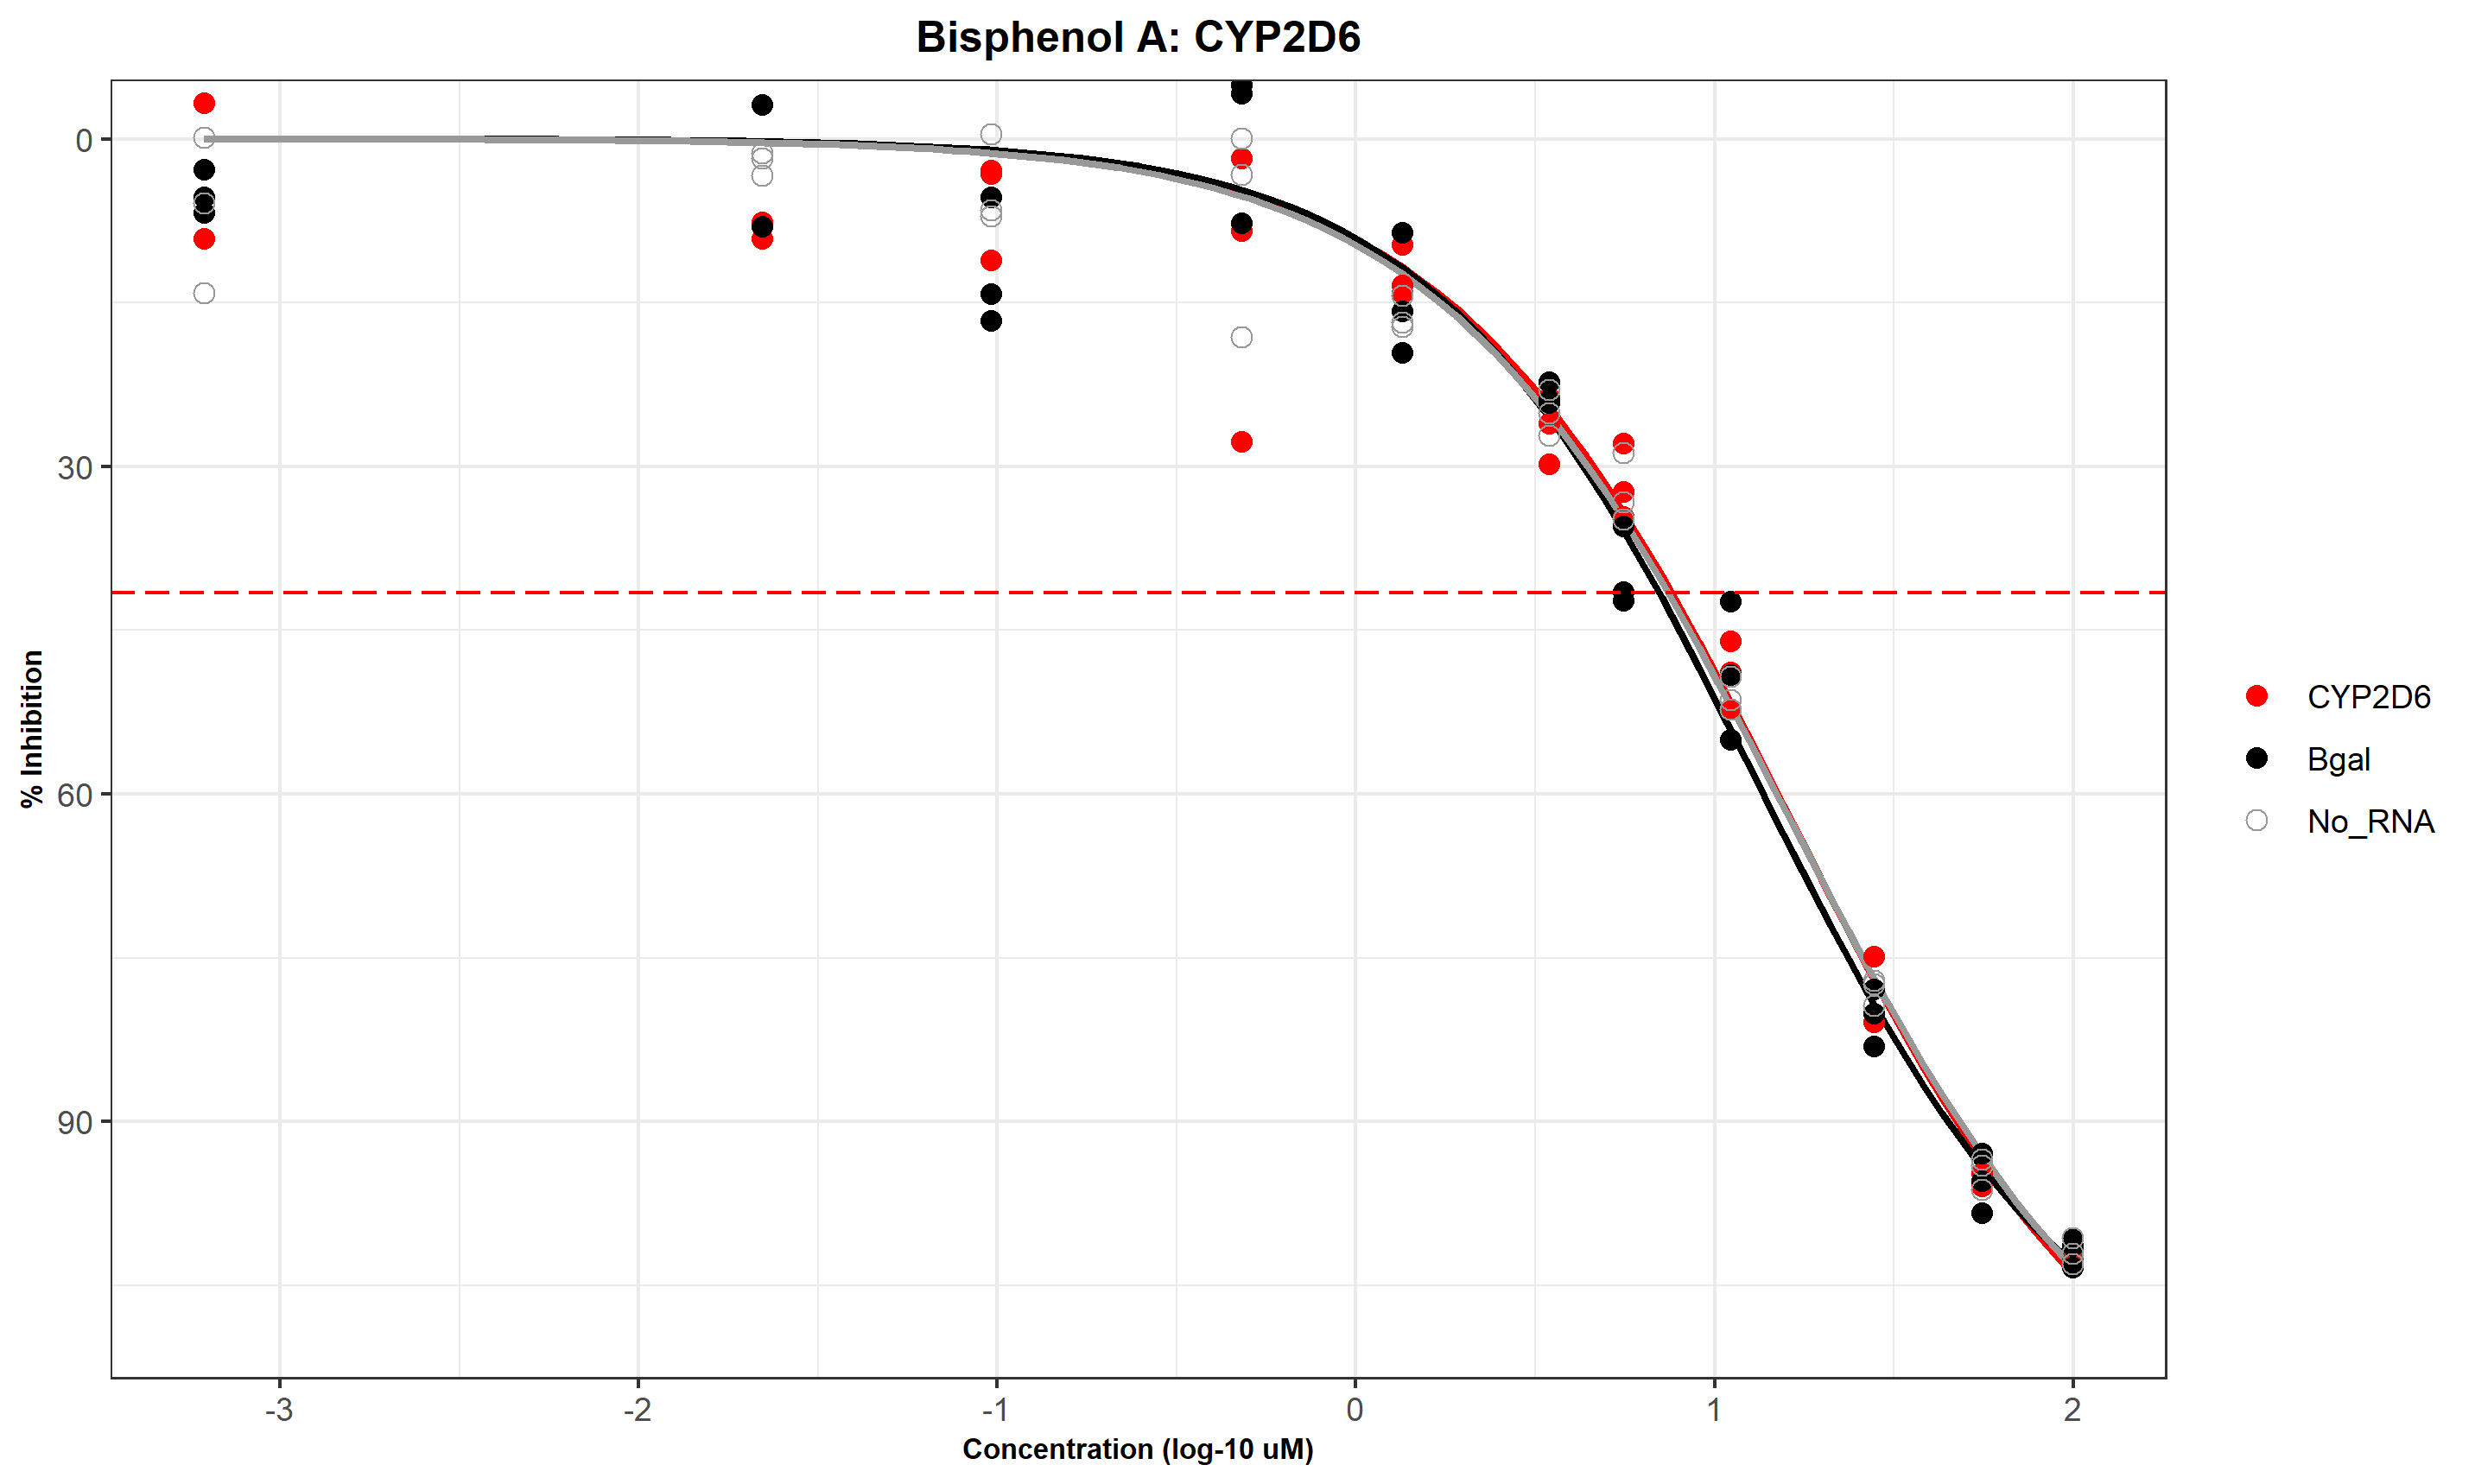 Bisphenol A: CYP2D6
0
30
60
90
% Inhibition
-3
-2
-1
0
1
2
Concentration (log-10 uM)
CYP2D6
Bgal
No_RNA